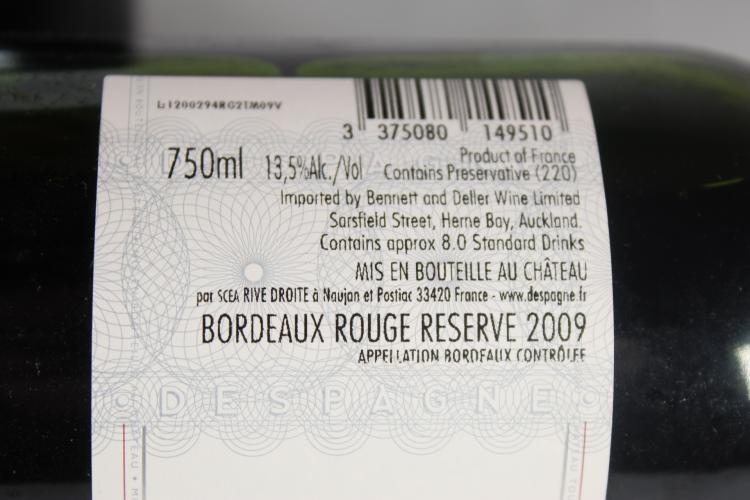 L1200294RG2TM09V
3 375080 149510
750ml 13,5%Alc./Vol
Product of France
Contains Preservative (220)
Imported by Bennett and Deller Wine Limited
Sarsfield Street, Herne Bay, Auckland.
Contains approx 8.0 Standard Drinks
MIS EN BOUTEILLE AU CHÂTEAU
par SCEA RIVE DROITE à Naujan et Postiac 33420 France - www.despagne.fr
BORDEAUX ROUGE RESERVE 2009
APPELLATION BORDEAUX CONTRÔLÉE
DESPAGNE